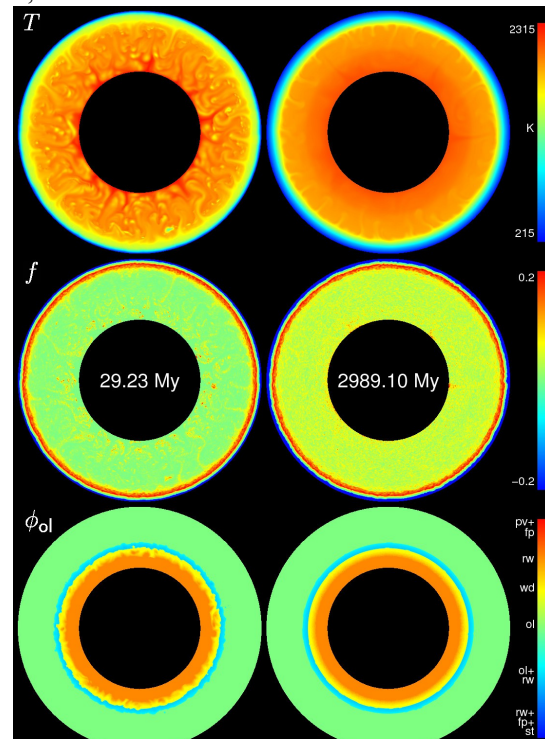 T
2315
K
215
f
0.2
29.23 My
2989.10 My
−0.2
ϕol
pv+
fp
rw
wd
ol
ol+
rw
rw+
fp+
st